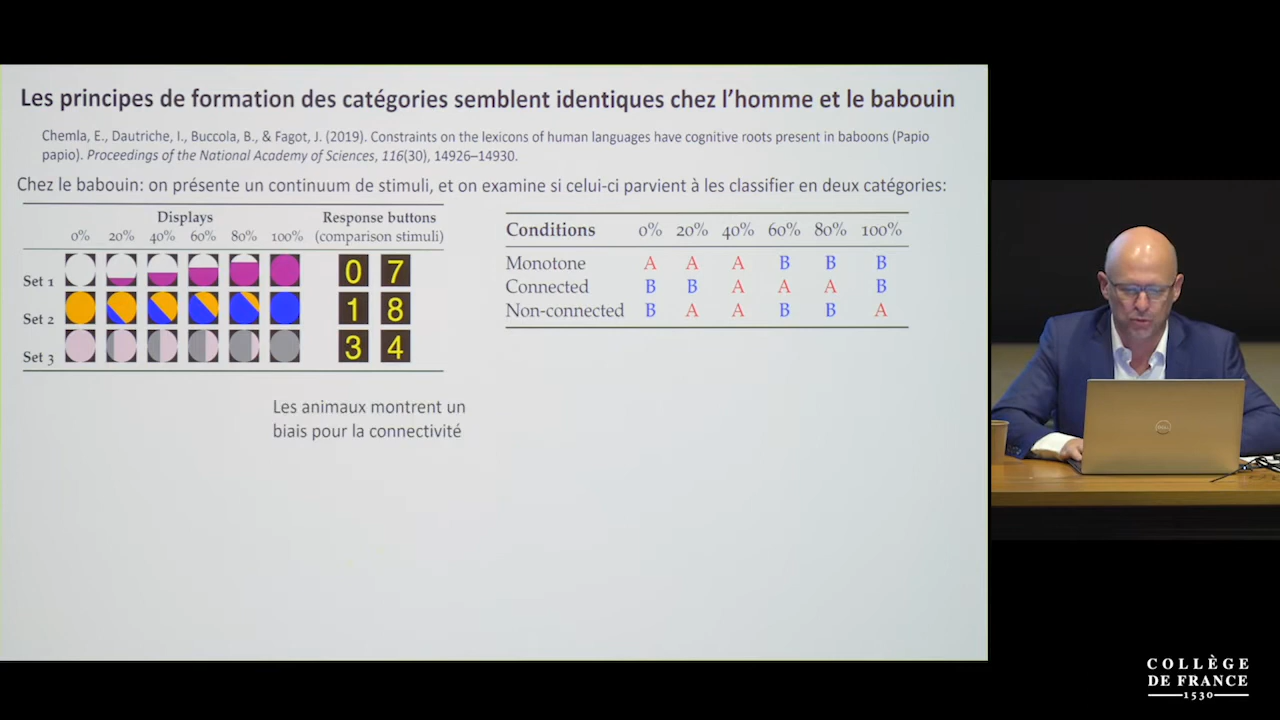 Les principes de formation des catégories semblent identiques chez l'homme et le babouin
Chemla, E., Dautriche, I., Buccola, B., & Fagot, J. (2019). Constraints on the lexicons of human languages have cognitive roots present in baboons (Papio
papio). Proceedings of the National Academy of Sciences, 116(30), 14926–14930.
Chez le babouin: on présente un continuum de stimuli, et on examine si celui-ci parvient à les classifier en deux catégories:
Displays Response buttons
0% 20% 40% 60% 80% 100% (comparison stimuli)
Set 1 0 7
Set 2 1 8
Set 3 3 4
Conditions 0% 20% 40% 60% 80% 100%
Monotone A A A B B B
Connected B B A A A B
Non-connected B A A B B A
Les animaux montrent un
biais pour la connectivité
DELL
COLLÈGE
DE FRANCE
1530